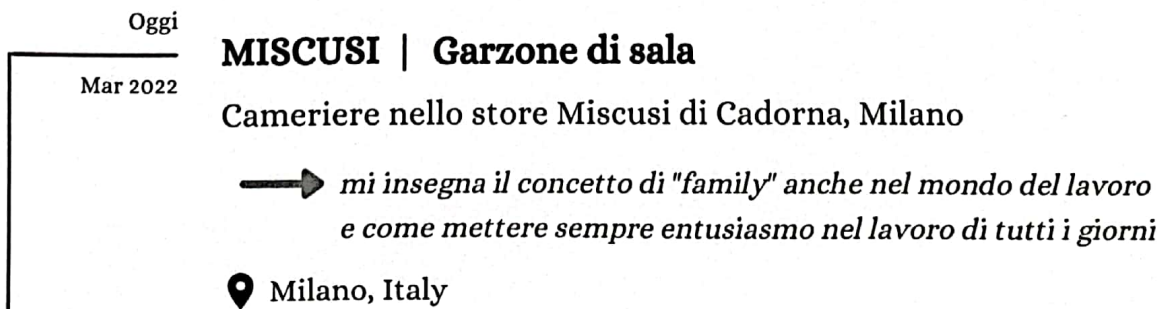 Oggi
Mar 2022
MISCUSI | Garzone di sala
Cameriere nello store Miscusi di Cadorna, Milano
mi insegna il concetto di "family" anche nel mondo del lavoro
e come mettere sempre entusiasmo nel lavoro di tutti i giorni
Milano, Italy